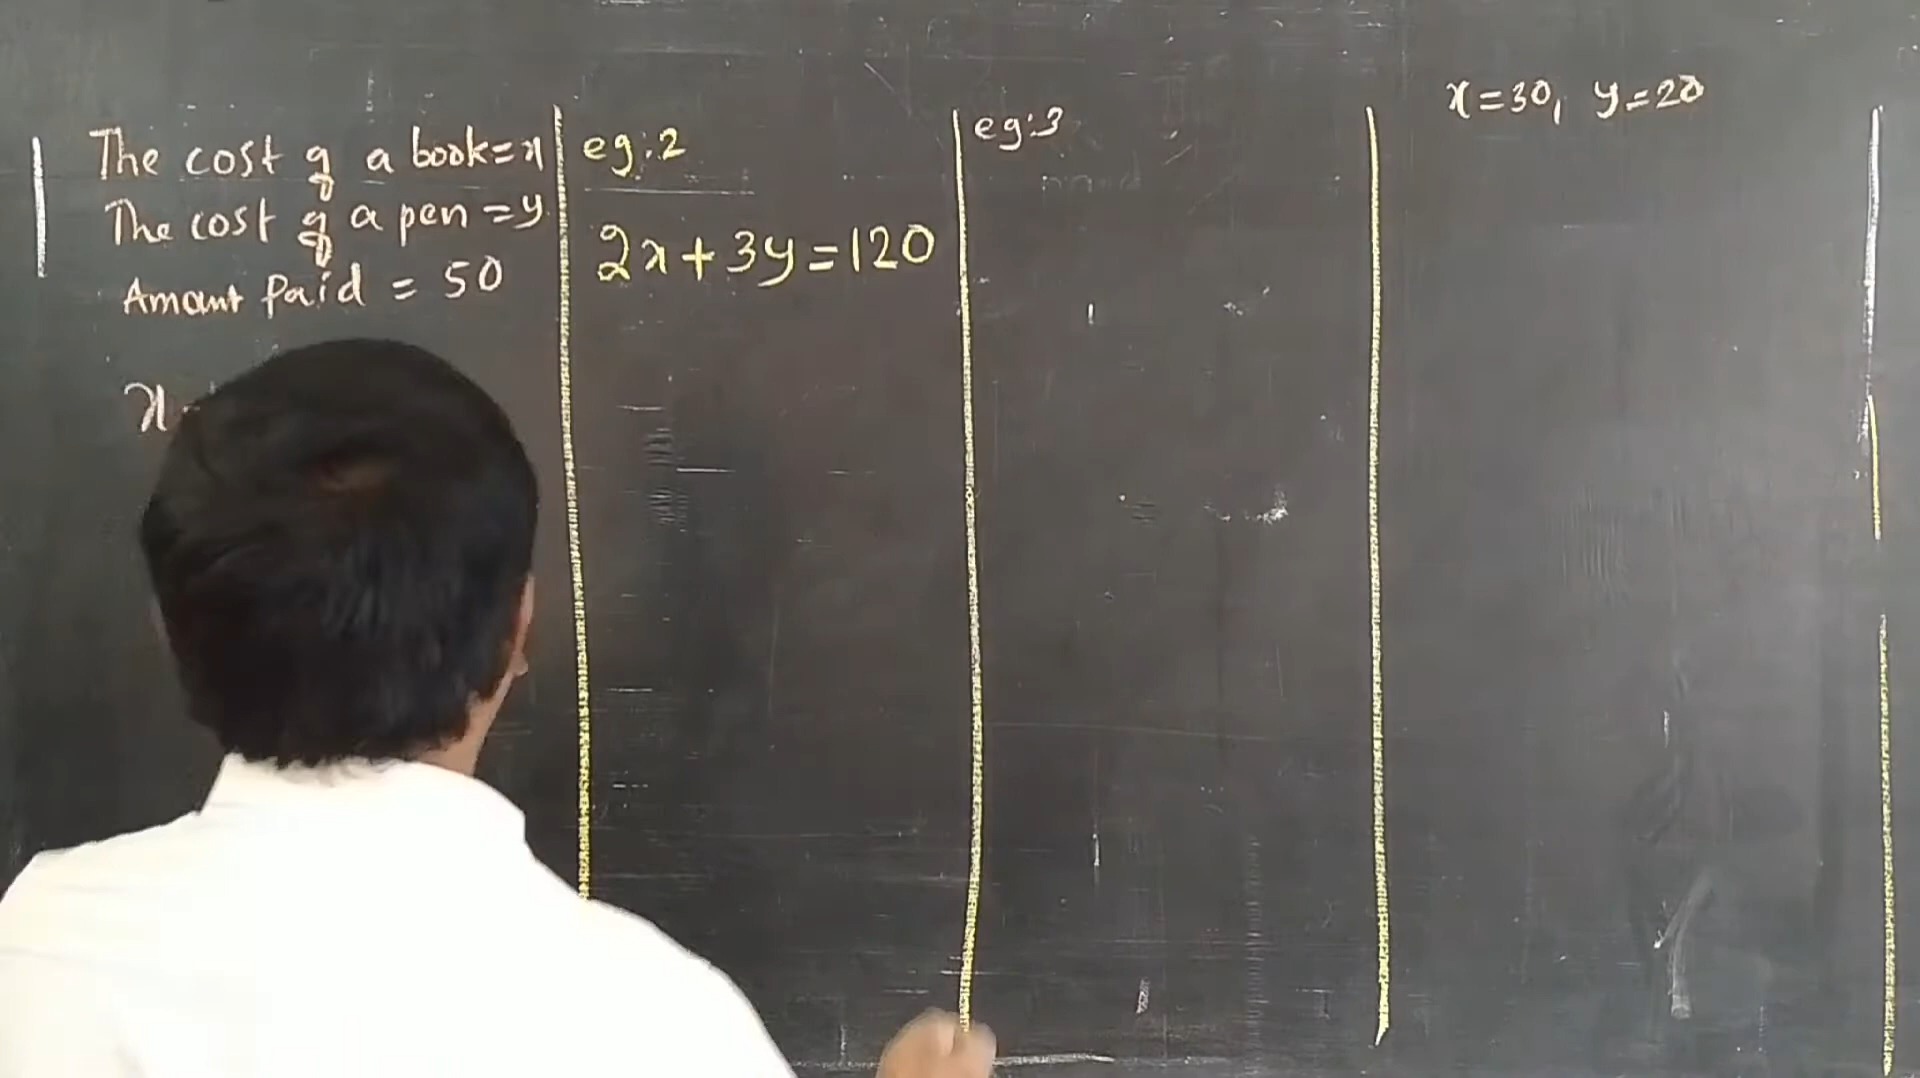 The cost of a book=x
The cost of a pen =y
Amount Paid = 50
x
eg:2
2x+3y=120
eg:3
x=30, y=20